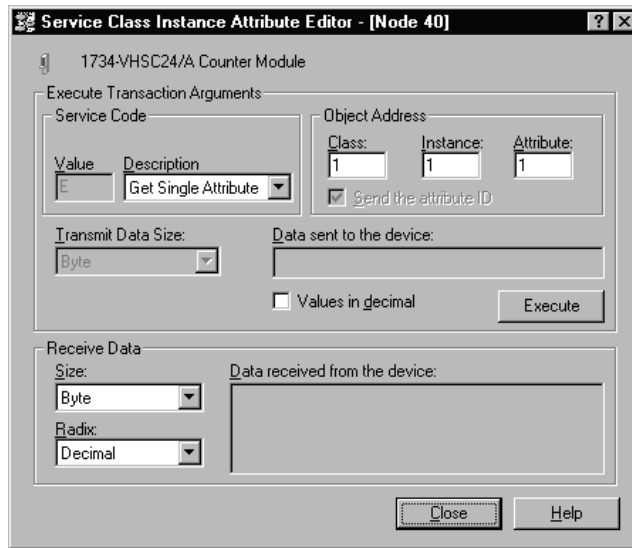 Service Class Instance Attribute Editor - [Node 40]
1734-VHSC24/A Counter Module
Execute Transaction Arguments
Service Code
Value Description
E Get Single Attribute
Object Address
Class: Instance: Attribute:
1 1 1
Send the attribute ID
Transmit Data Size:
Byte
Data sent to the device:
Values in decimal
Execute
Receive Data
Size:
Byte
Radix:
Decimal
Data received from the device:
Close Help